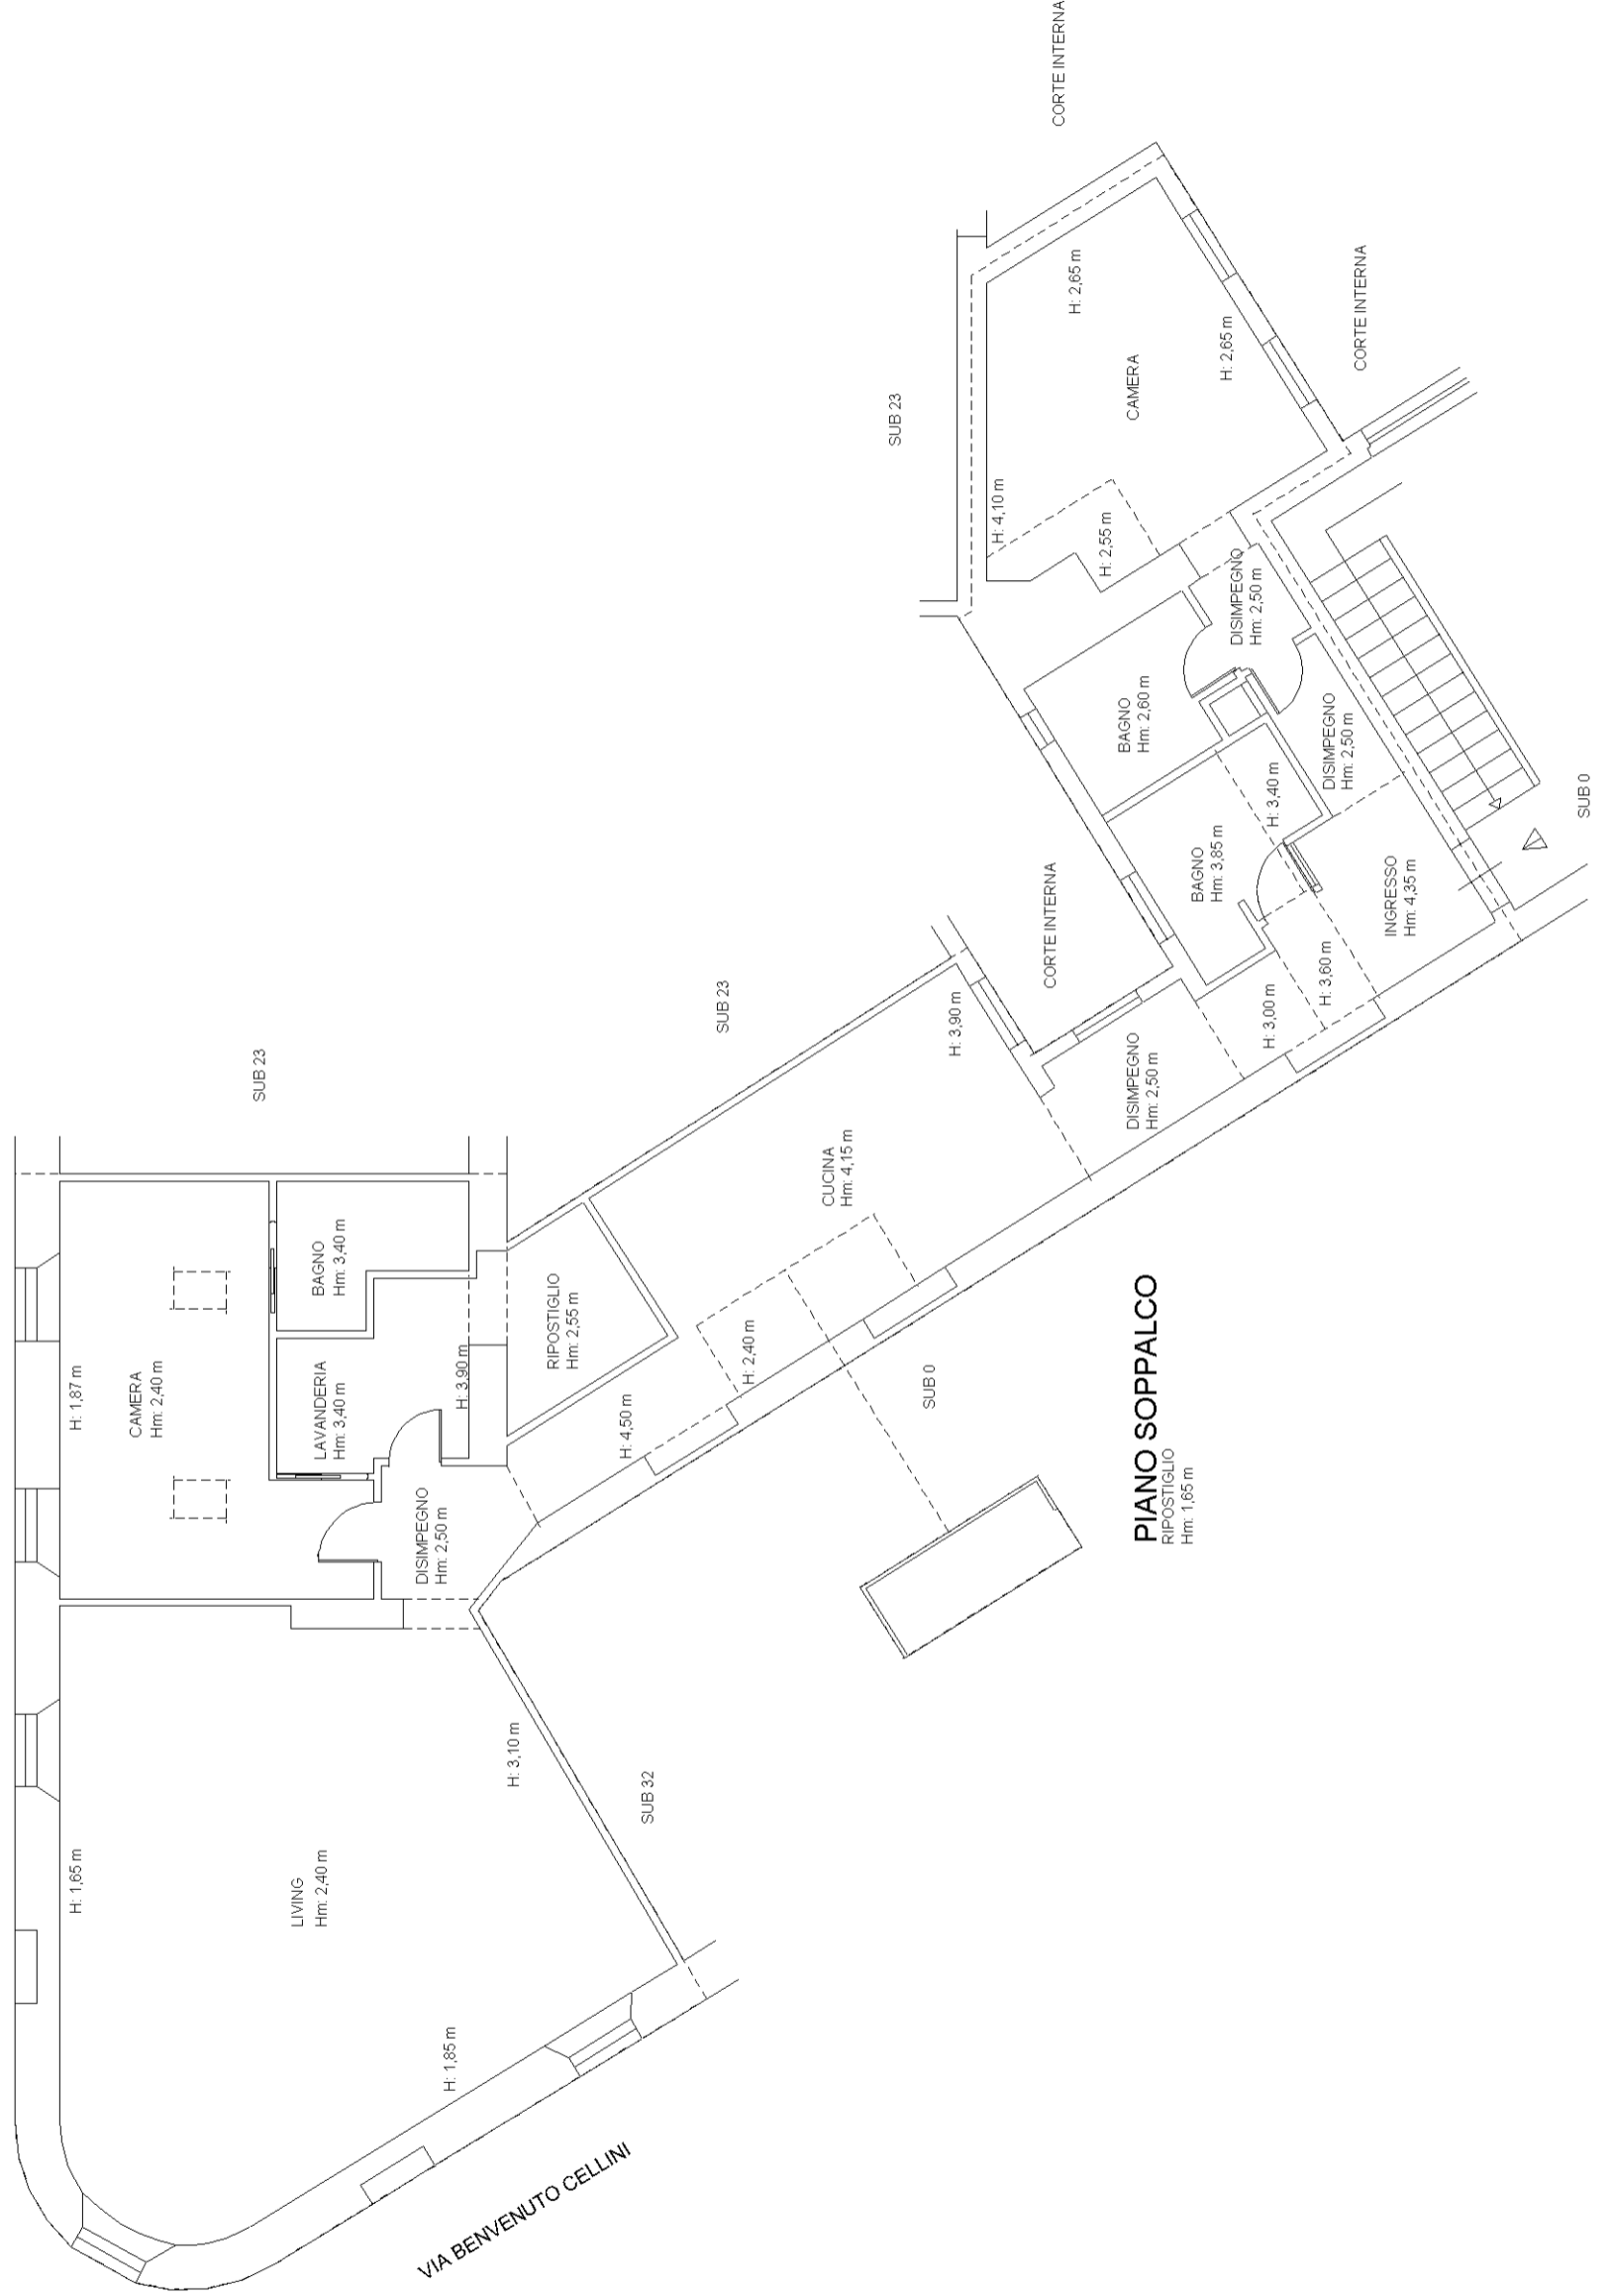 CORTE INTERNA
H: 2,65 m
H: 2,65 m
CAMERA
CORTE INTERNA
SUB 23
H: 4,10 m
H: 2,55 m
DISIMPEGNO
Hm: 2,50 m
BAGNO
Hm: 2,60 m
DISIMPEGNO
Hm: 2,50 m
H: 3,40 m
BAGNO
Hm: 3,85 m
INGRESSO
Hm: 4,35 m
SUB 0
H: 3,60 m
H: 3,00 m
CORTE INTERNA
SUB 23
H: 3,90 m
DISIMPEGNO
Hm: 2,50 m
CUCINA
Hm: 4,15 m
SUB 23
BAGNO
Hm: 3,40 m
RIPOSTIGLIO
Hm: 2,55 m
H: 2,40 m
H: 4,50 m
SUB 0
H: 1,87 m
CAMERA
Hm: 2,40 m
LAVANDERIA
Hm: 3,40 m
H: 3,90 m
DISIMPEGNO
Hm: 2,50 m
PIANO SOPPALCO
RIPOSTIGLIO
Hm: 1,65 m
H: 3,10 m
SUB 32
H: 1,65 m
LIVING
Hm: 2,40 m
H: 1,85 m
VIA BENVENUTO CELLINI